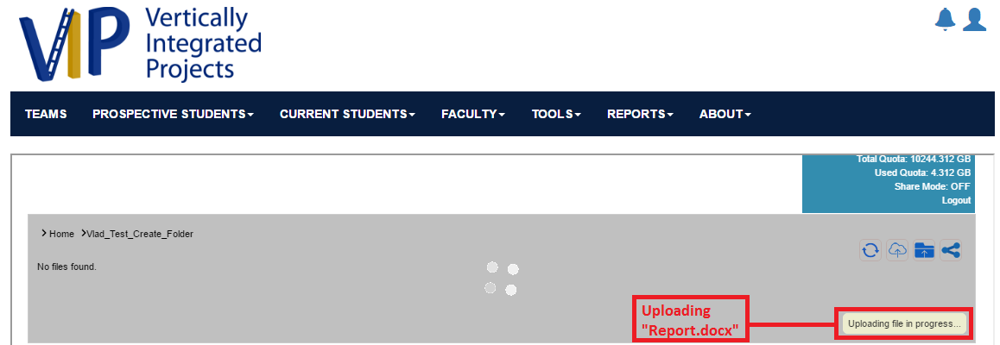 VIP
Vertically
Integrated
Projects
TEAMS PROSPECTIVE STUDENTS CURRENT STUDENTS FACULTY TOOLS REPORTS ABOUT
Total Quota: 10244.312 GB
Used Quota: 4.312 GB
Share Mode: OFF
Logout
> Home >Vlad_Test_Create_Folder
No files found.
Uploading
"Report.docx"
Uploading file in progress...